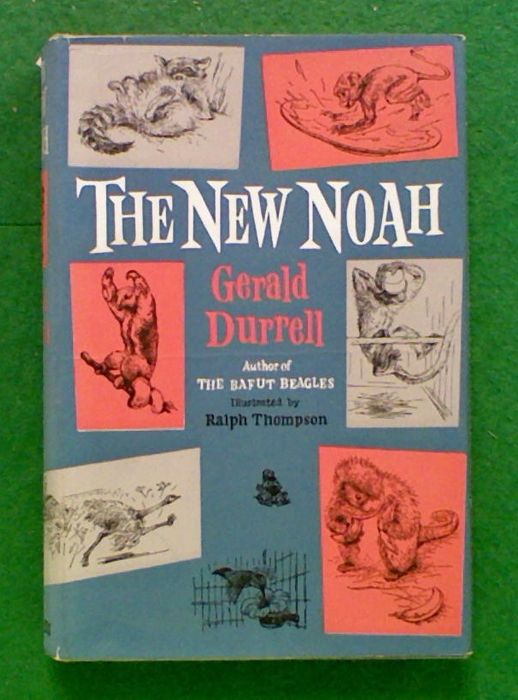 THE NEW NOAH
Gerald
Durrell
Author of
THE BAFUT BEAGLES
Illustrated by
Ralph Thompson